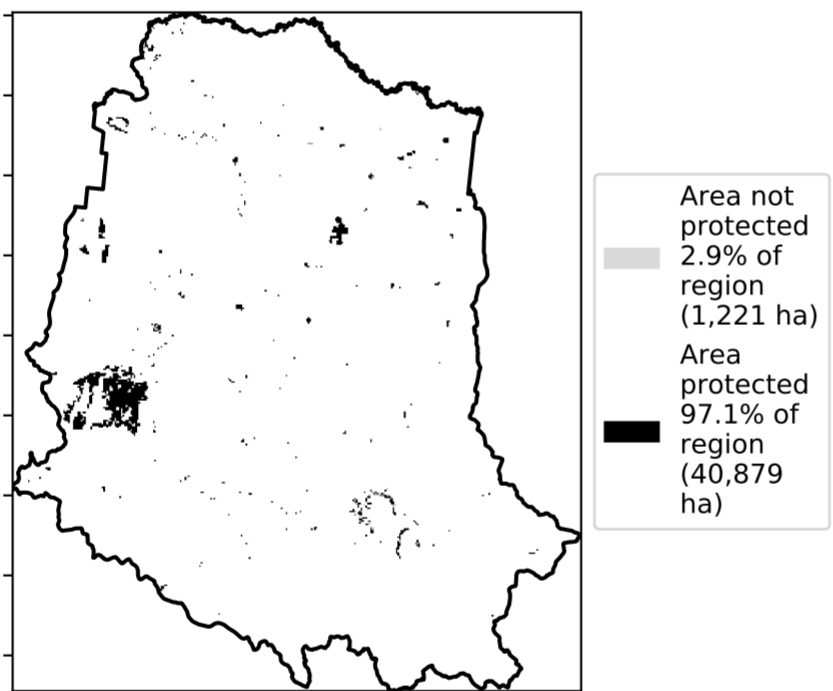 Area not
protected
2.9% of
region
(1,221 ha)
Area
protected
97.1% of
region
(40,879
ha)